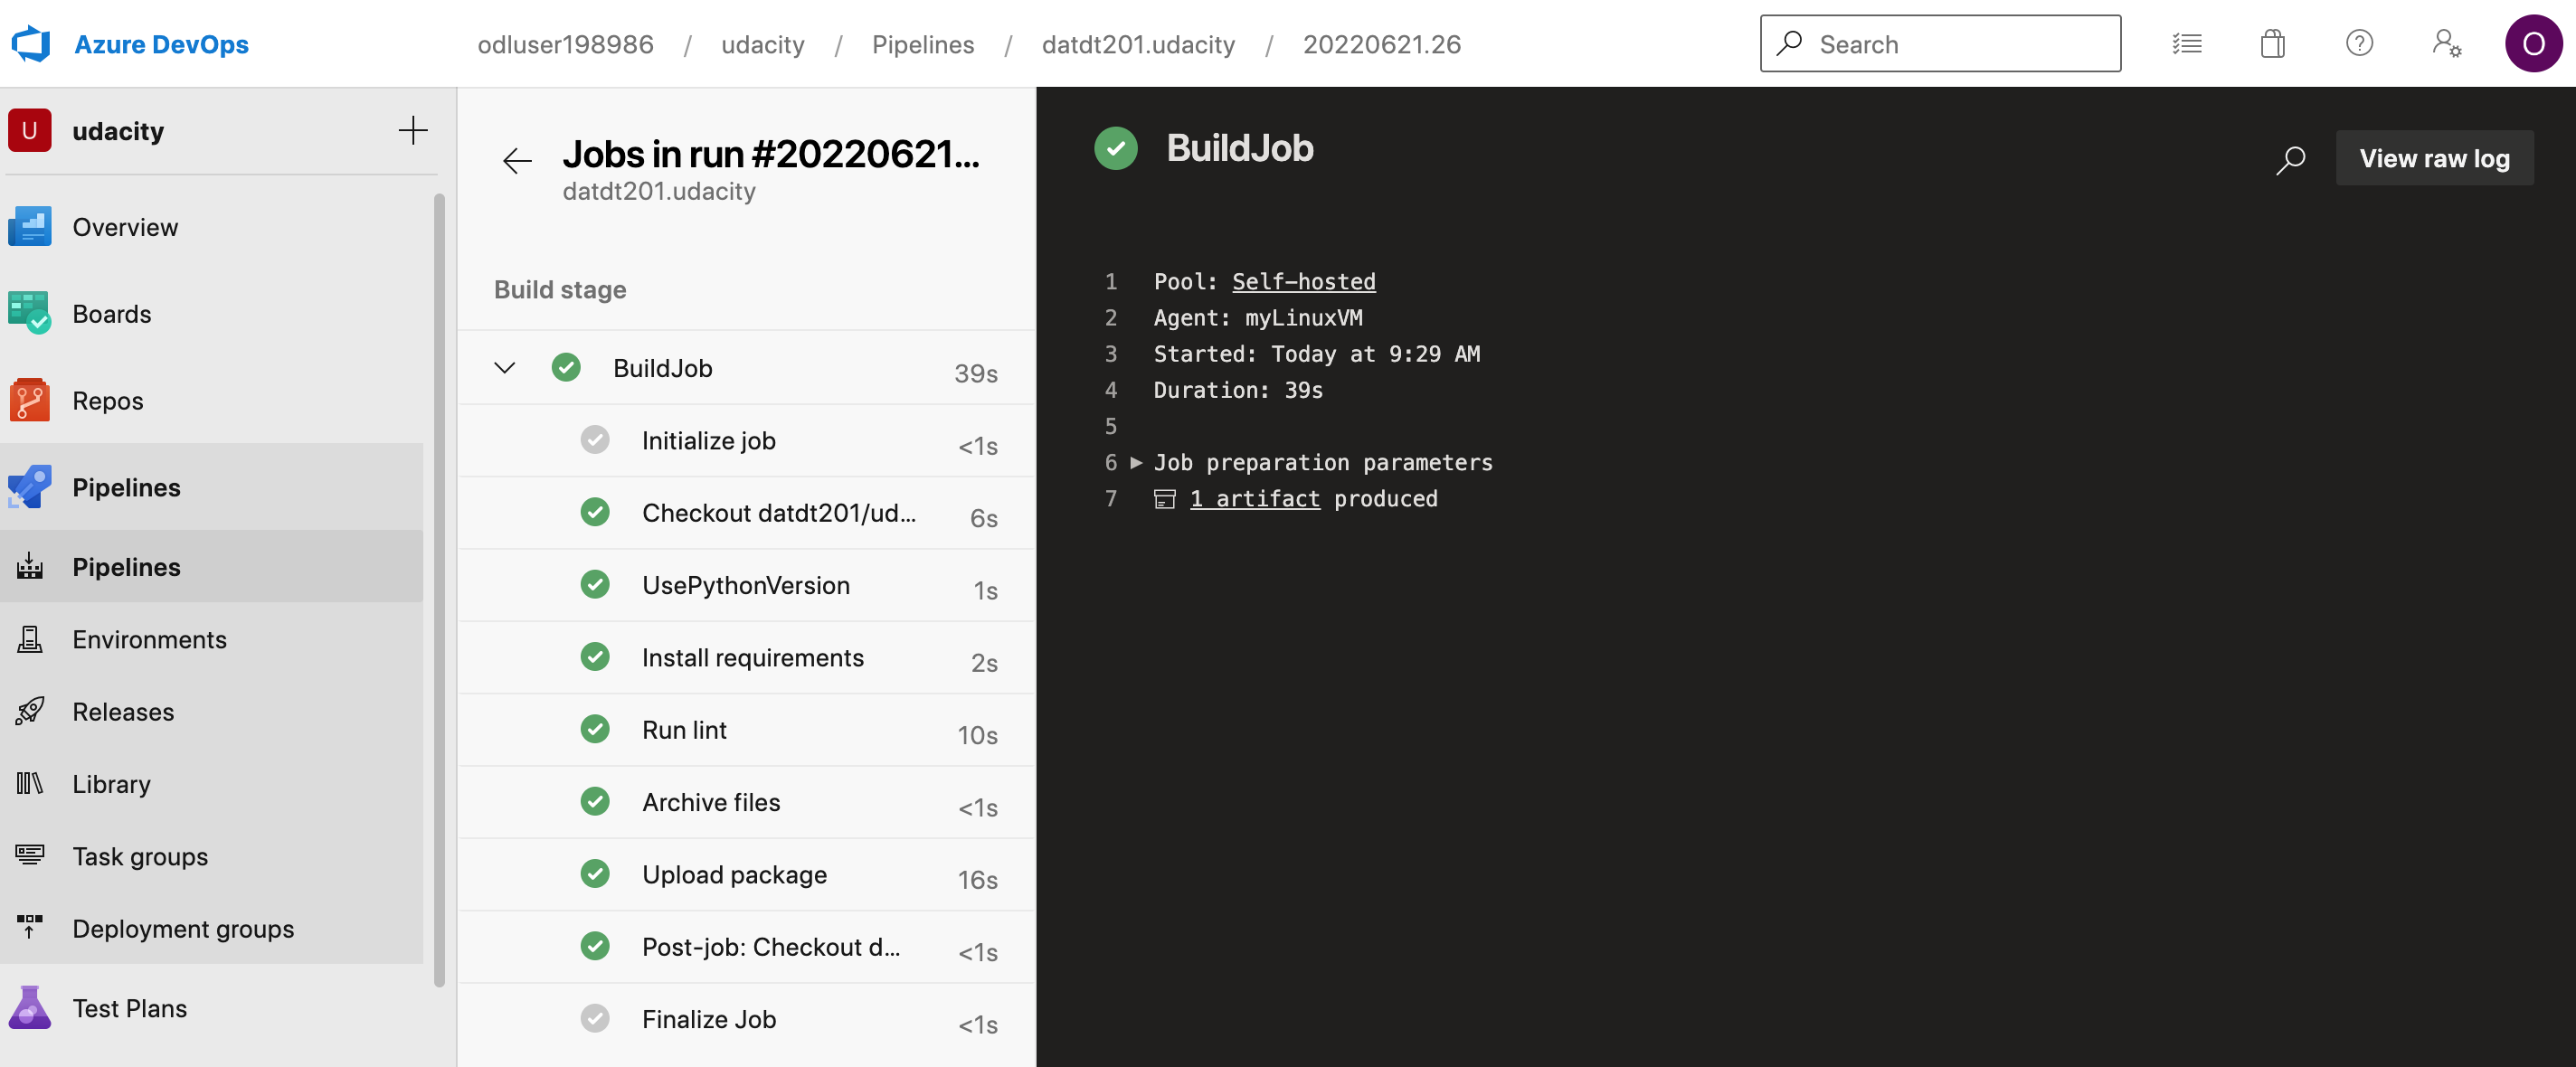 Azure DevOps
odluser198986 / udacity / Pipelines / datdt201.udacity / 20220621.26
Search
O
U udacity
Overview
Boards
Repos
Pipelines
Pipelines
Environments
Releases
Library
Task groups
Deployment groups
Test Plans
Jobs in run #20220621...
datdt201.udacity
Build stage
BuildJob 39s
Initialize job <1s
Checkout datdt201/ud... 6s
UsePythonVersion 1s
Install requirements 2s
Run lint 10s
Archive files <1s
Upload package 16s
Post-job: Checkout d... <1s
Finalize Job <1s
BuildJob
View raw log
1 Pool: Self-hosted
2 Agent: myLinuxVM
3 Started: Today at 9:29 AM
4 Duration: 39s
5
6 Job preparation parameters
7 1 artifact produced